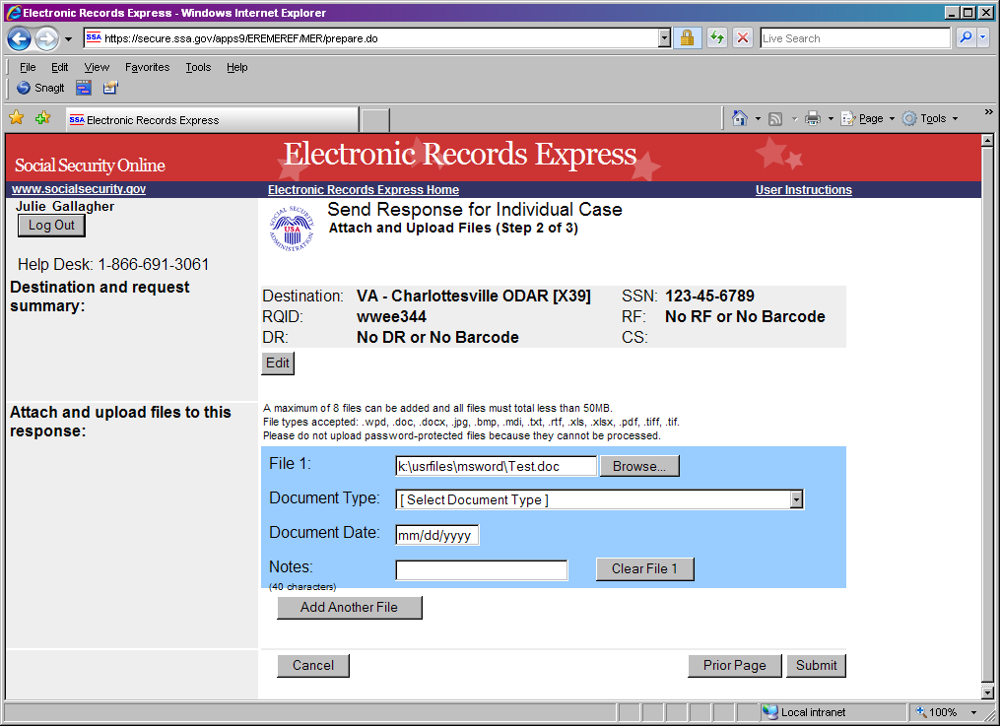 Electronic Records Express - Windows Internet Explorer
SSA https://secure.ssa.gov/apps9/EREMEREF/MER/prepare.do
Live Search
File Edit View Favorites Tools Help
SnagIt
SSA Electronic Records Express
Page Tools
Social Security Online
Electronic Records Express
www.socialsecurity.gov
Electronic Records Express Home
User Instructions
Julie Gallagher
Log Out
Help Desk: 1-866-691-3061
SOCIAL SECURITY
USA
ADMINISTRATION
Send Response for Individual Case
Attach and Upload Files (Step 2 of 3)
Destination and request
summary:
Destination: VA - Charlottesville ODAR [X39] SSN: 123-45-6789
RQID: wwee344 RF: No RF or No Barcode
DR: No DR or No Barcode CS:
Edit
Attach and upload files to this
response:
A maximum of 8 files can be added and all files must total less than 50MB.
File types accepted: .wpd, .doc, .docx, .jpg, .bmp, .mdi, .txt, .rtf, .xls, .xlsx, .pdf, .tiff, .tif.
Please do not upload password-protected files because they cannot be processed.
File 1: k:\usrfiles\msword\Test.doc Browse...
Document Type: [ Select Document Type ]
Document Date: mm/dd/yyyy
Notes: Clear File 1
(40 characters)
Add Another File
Cancel Prior Page Submit
Local intranet 100%